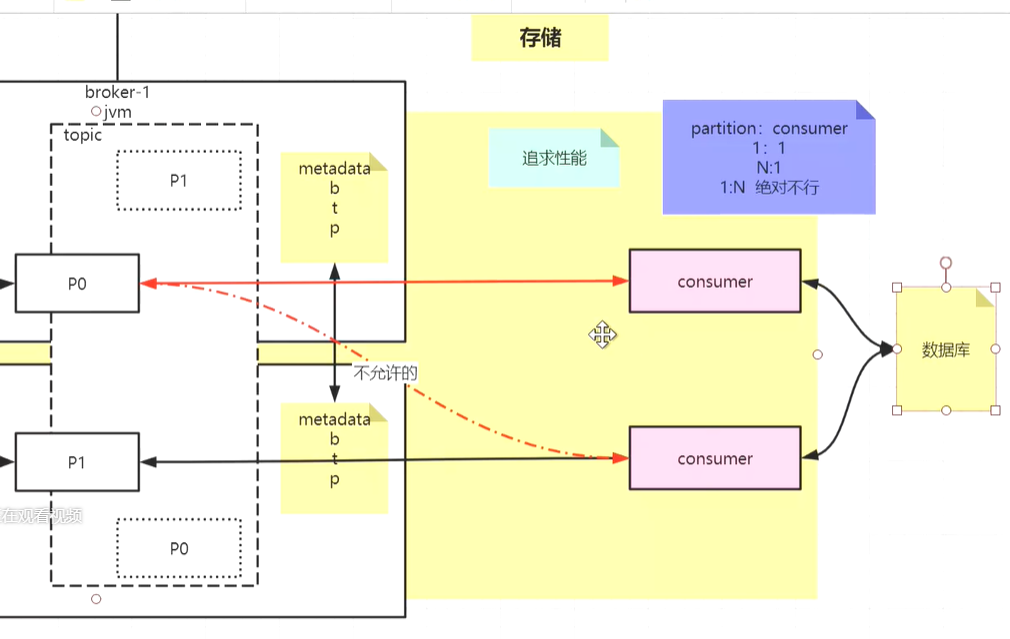 存储
broker-1
jvm
topic
P1
metadata
b
t
p
追求性能
partition：consumer
1：1
N:1
1:N 绝对不行
P0
consumer
数据库
不允许的
metadata
b
t
p
P1
consumer
在观看视频
P0